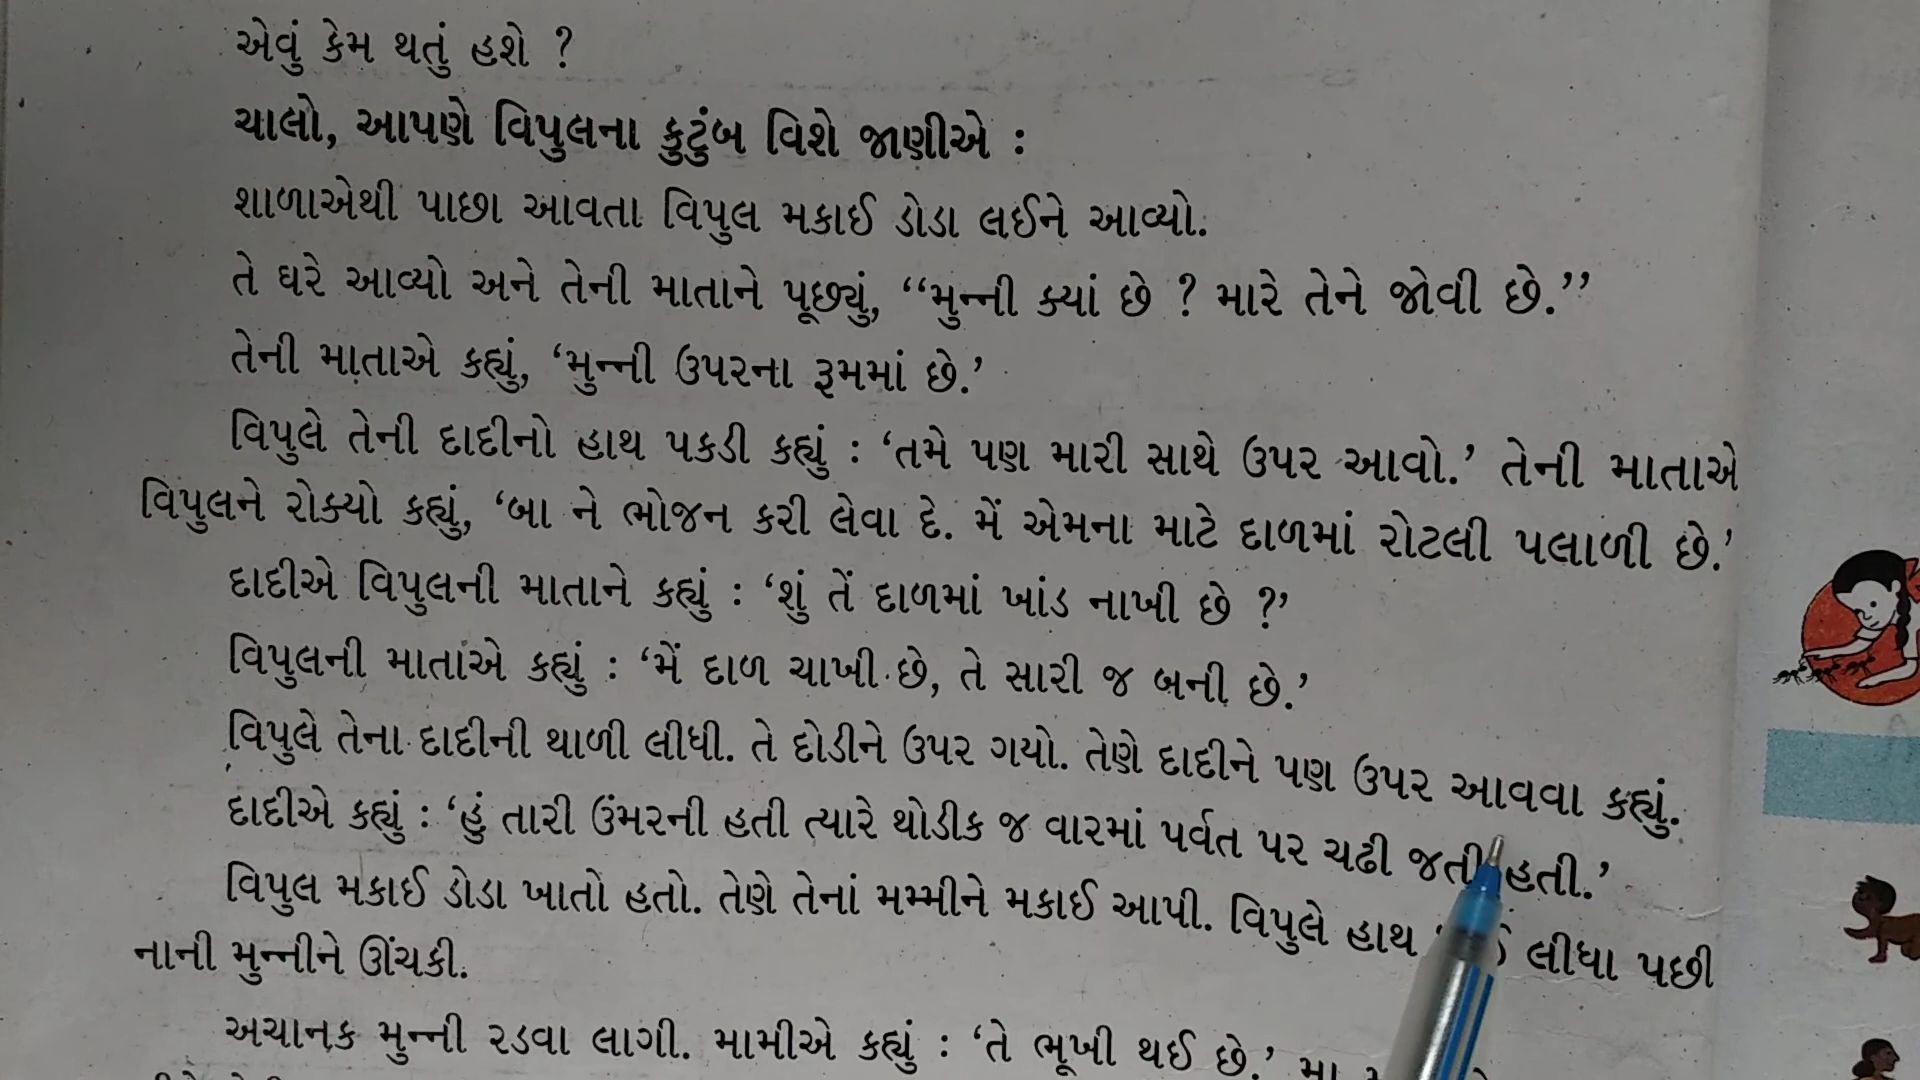 એવું કેમ થતું હશે ?
ચાલો, આપણે વિપુલના કુટુંબ વિશે જાણીએ :
શાળાએથી પાછા આવતા વિપુલ મકાઈ ડોડા લઈને આવ્યો.
તે ઘરે આવ્યો અને તેની માતાને પૂછ્યું, ‘‘મુન્ની ક્યાં છે ? મારે તેને જોવી છે.’’
તેની માતાએ કહ્યું, ‘મુન્ની ઉપરના રૂમમાં છે.’
વિપુલે તેની દાદીનો હાથ પકડી કહ્યું : ‘તમે પણ મારી સાથે ઉપર આવો.’ તેની માતાએ
વિપુલને રોક્યો કહ્યું, ‘બા ને ભોજન કરી લેવા દે. મેં એમના માટે દાળમાં રોટલી પલાળી છે.’
દાદીએ વિપુલની માતાને કહ્યું : ‘શું તેં દાળમાં ખાંડ નાખી છે ?’
વિપુલની માતાએ કહ્યું : ‘મેં દાળ ચાખી છે, તે સારી જ બની છે.’
વિપુલે તેના દાદીની થાળી લીધી. તે દોડીને ઉપર ગયો. તેણે દાદીને પણ ઉપર આવવા કહ્યું.
દાદીએ કહ્યું : ‘હું તારી ઉંમરની હતી ત્યારે થોડીક જ વારમાં પર્વત પર ચઢી જતી હતી.’
વિપુલ મકાઈ ડોડા ખાતો હતો. તેણે તેનાં મમ્મીને મકાઈ આપી. વિપુલે હાથ લીધા પછી
નાની મુન્નીને ઊંચકી.
અચાનક મુન્ની રડવા લાગી. મામીએ કહ્યું : ‘તે ભૂખી થઈ છે.’